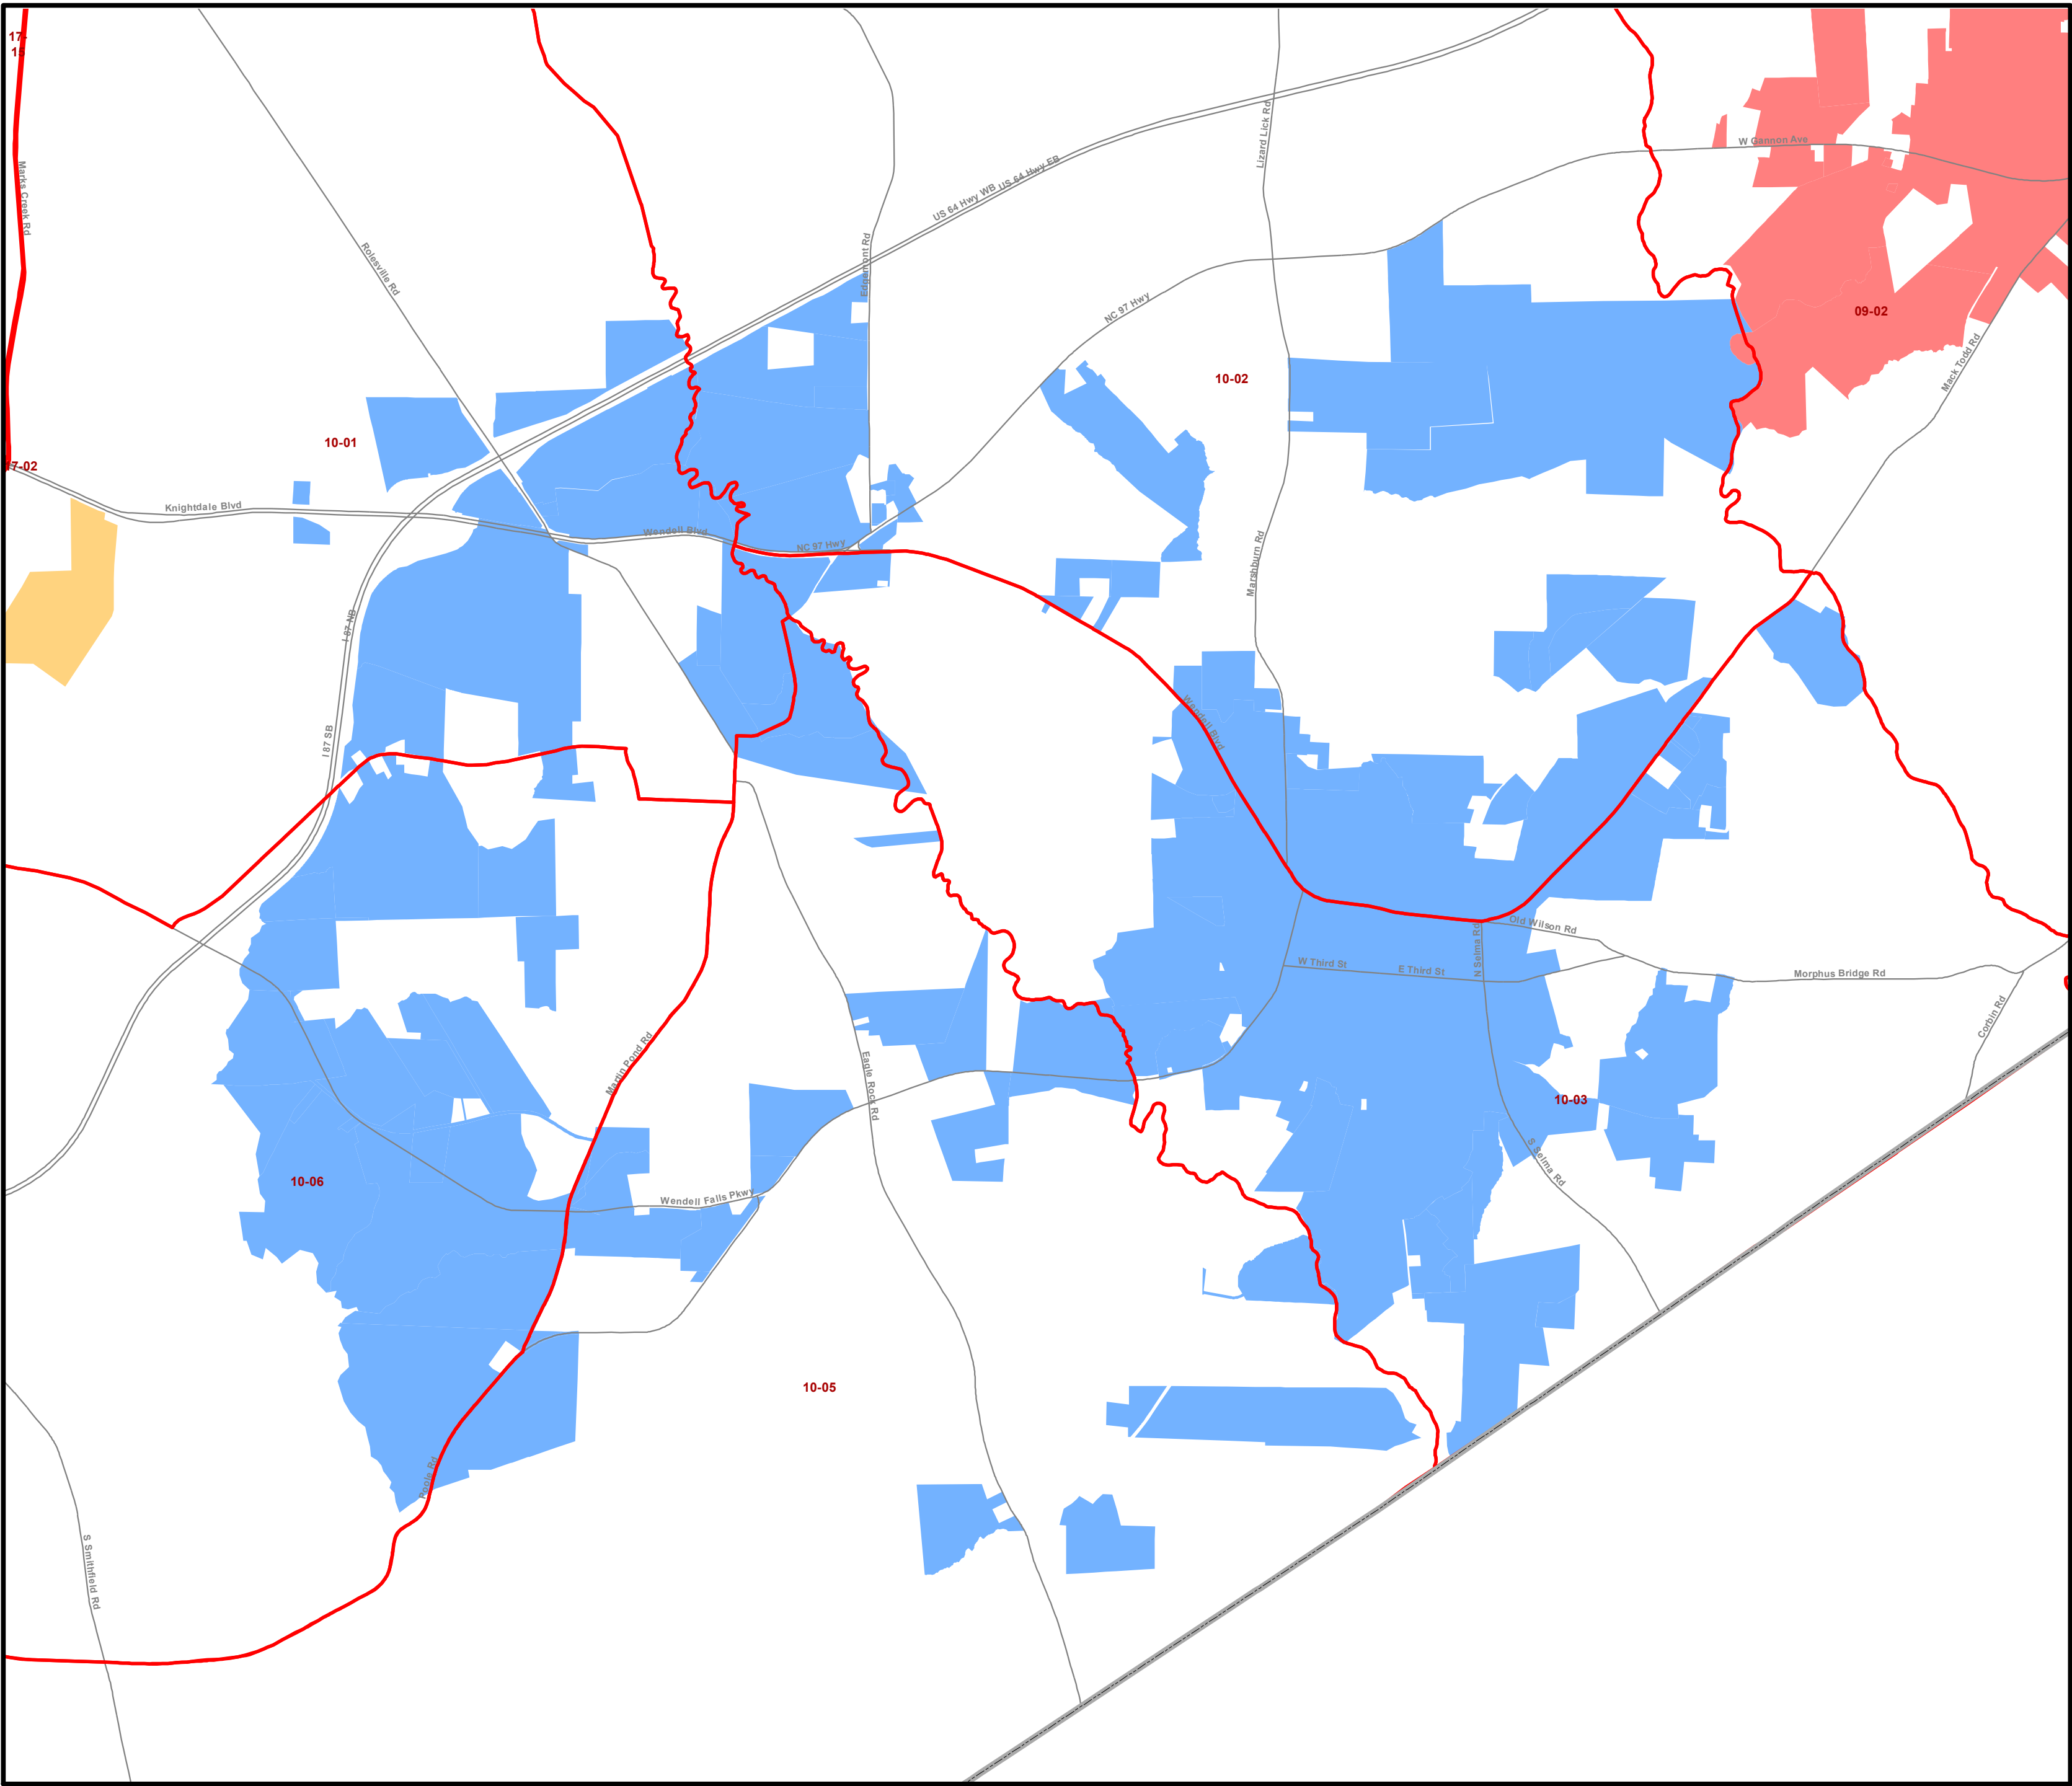 17-
15
W Gannon Ave
Lizard Lick Rd
US 64 Hwy WB
US 64 Hwy EB
Marks Creek Rd
Rolesville Rd
Edgemont Rd
NC 97 Hwy
09-02
Mack Todd Rd
10-02
10-01
7-02
Knightdale Blvd
Wendell Blvd
NC 97 Hwy
Marshburn Rd
I 87 NB
I 87 SB
Wendell Blvd
Old Wilson Rd
N Selma Rd
W Third St
E Third St
Morphus Bridge Rd
Corbin Rd
Martin Pond Rd
Eagle Rock Rd
10-03
S Selma Rd
10-06
Wendell Falls Pkwy
10-05
Poole Rd
S Smithfield Rd